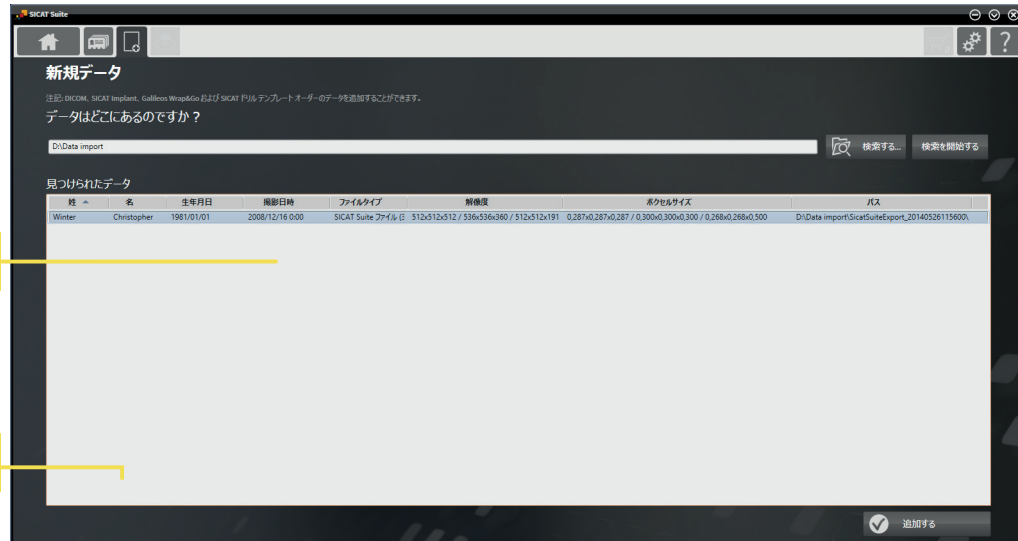 SICAT Suite
?
新規データ
注記: DICOM, SICAT Implant, Galileos Wrap&Go および SICAT ドリル テンプレート オーダーのデータを追加することができます。
データはどこにあるのですか？
D:\Data import 検索する... 検索を開始する
見つけられたデータ
姓 名 生年月日 撮影日時 ファイルタイプ 解像度 ボクセルサイズ パス
Winter Christopher 1981/01/01 2008/12/16 0:00 SICAT Suite ファイル (3 512x512x512 / 536x536x360 / 512x512x191 0,287x0,287x0,287 / 0,300x0,300x0,300 / 0,268x0,268x0,500 D:\Data import\SicatSuiteExport_20140526115600\
追加する